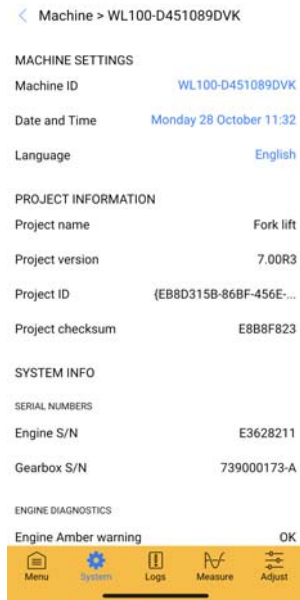 Machine > WL100-D451089DVK
MACHINE SETTINGS
Machine ID WL100-D451089DVK
Date and Time Monday 28 October 11:32
Language English
PROJECT INFORMATION
Project name Fork lift
Project version 7.00R3
Project ID {EB8D315B-86BF-456E-...
Project checksum E8B8F823
SYSTEM INFO
SERIAL NUMBERS
Engine S/N E3628211
Gearbox S/N 739000173-A
ENGINE DIAGNOSTICS
Engine Amber warning OK
Menu System Logs Measure Adjust